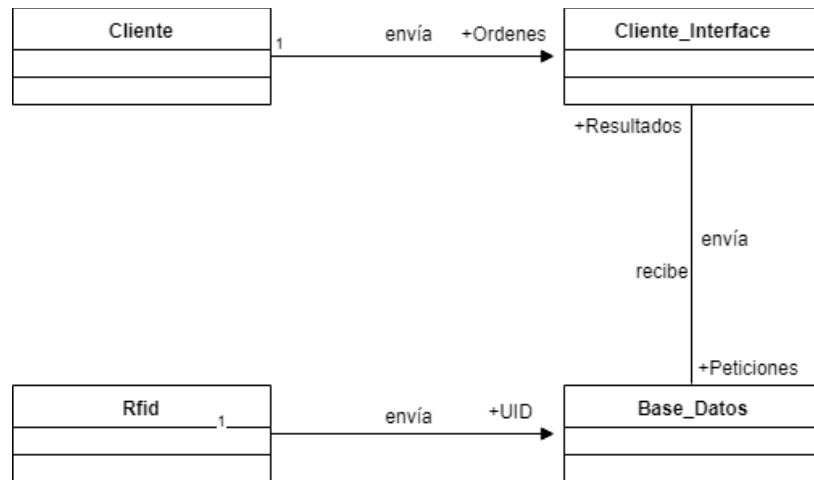 Cliente
1
envía
+Ordenes
Cliente_Interface
+Resultados
envía
recibe
+Peticiones
Rfid
1
envía
+UID
Base_Datos